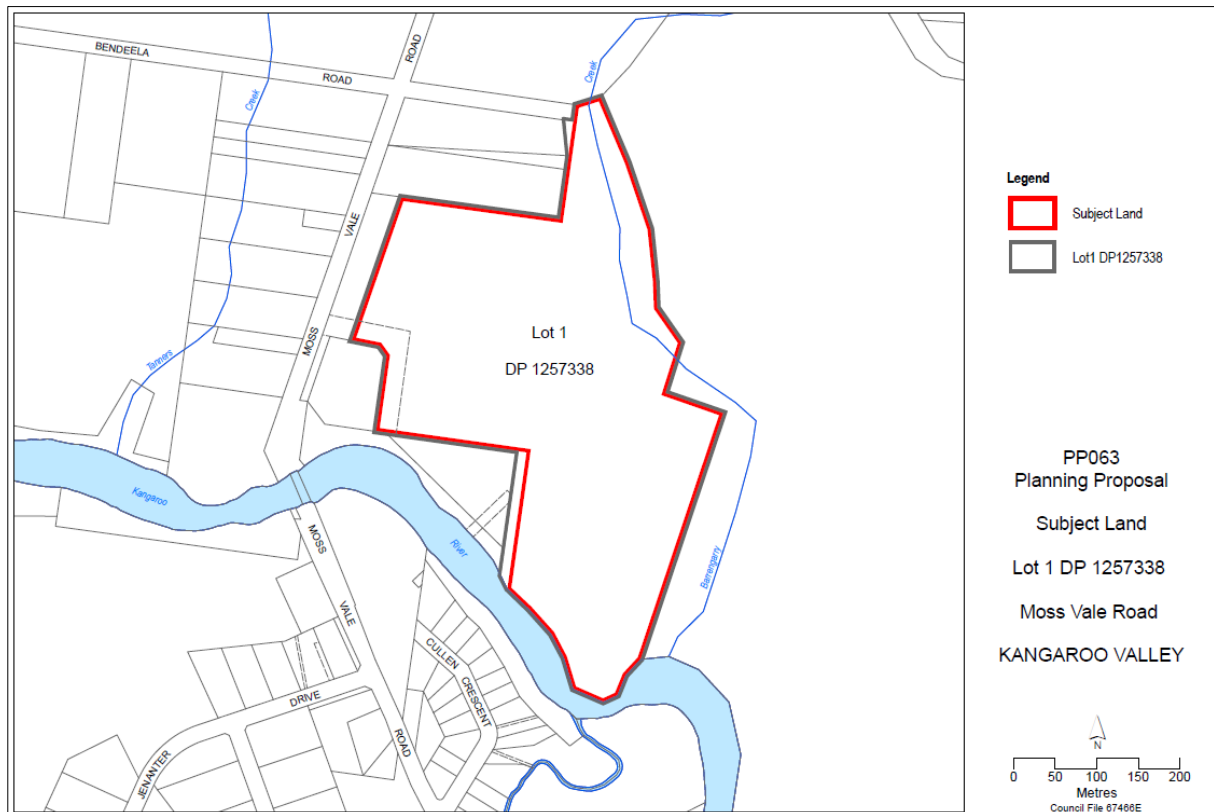 BENDEELA
ROAD
ROAD
Creek
Creek
VALE
MOSS
Tanners
Lot 1
DP 1257338
Kangaroo
River
Barrengarry
MOSS
VALE
ROAD
CULLEN
CRESCENT
DRIVE
JENANTER
Legend
Subject Land
Lot1 DP1257338
PP063
Planning Proposal
Subject Land
Lot 1 DP 1257338
Moss Vale Road
KANGAROO VALLEY
N
0 50 100 150 200
Metres
Council File 67466E